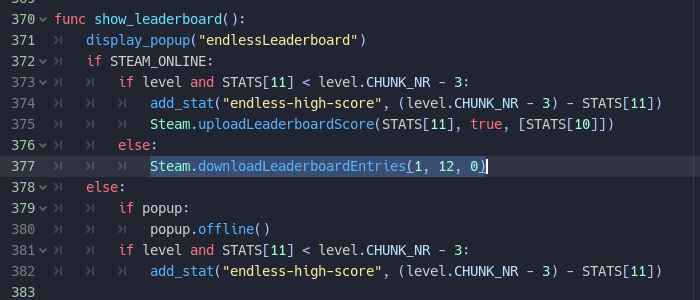 370 func show_leaderboard():
371 display_popup("endlessLeaderboard")
372 if STEAM_ONLINE:
373 if level and STATS[11] < level.CHUNK_NR - 3:
374 add_stat("endless-high-score", (level.CHUNK_NR - 3) - STATS[11])
375 Steam.uploadLeaderboardScore(STATS[11], true, [STATS[10]])
376 else:
377 Steam.downloadLeaderboardEntries(1, 12, 0)
378 else:
379 if popup:
380 popup.offline()
381 if level and STATS[11] < level.CHUNK_NR - 3:
382 add_stat("endless-high-score", (level.CHUNK_NR - 3) - STATS[11])
383